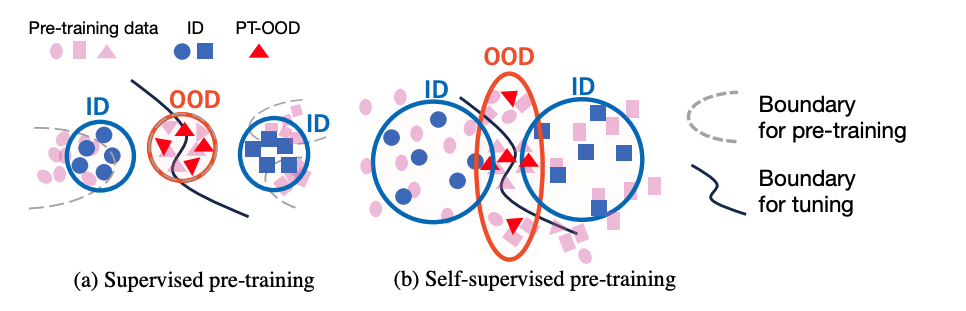 Pre-training data ID PT-OOD
ID OOD ID
ID OOD ID
Boundary
for pre-training
Boundary
for tuning
(a) Supervised pre-training (b) Self-supervised pre-training